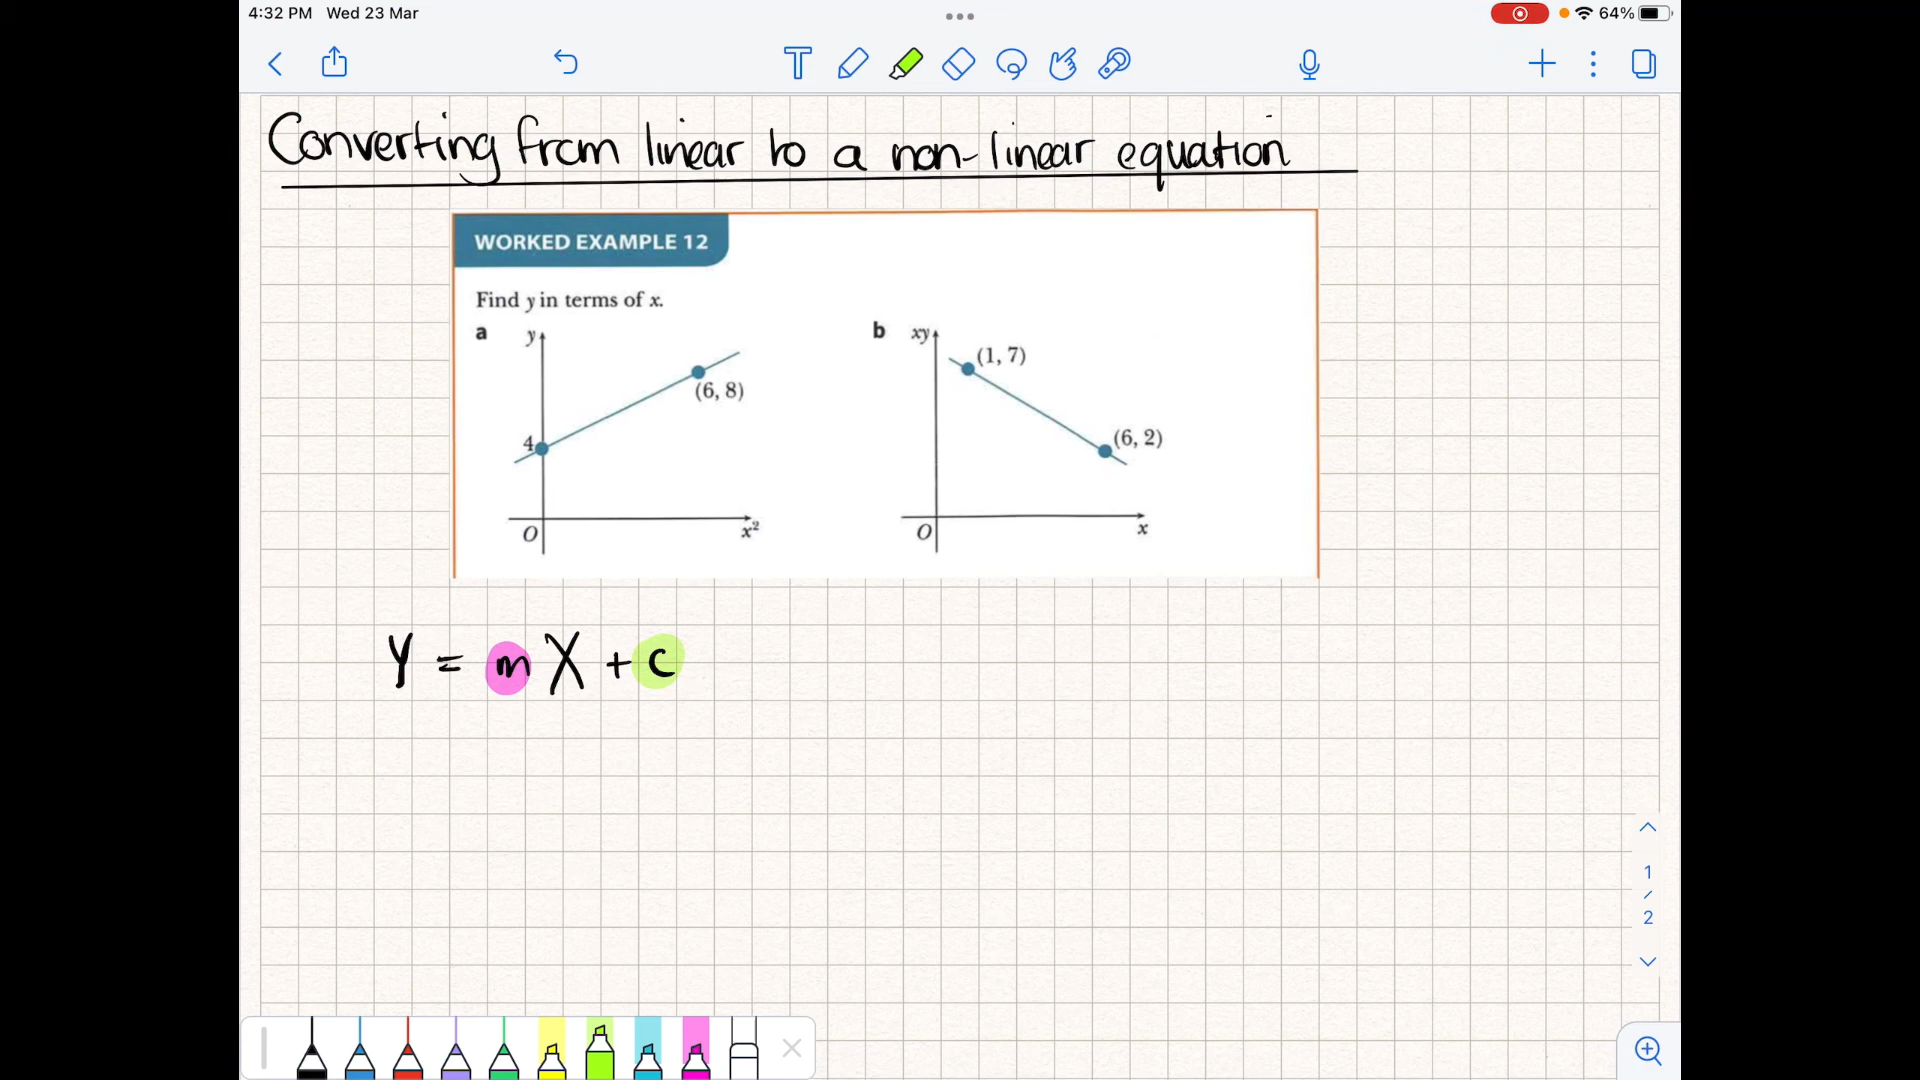 4:32 PM Wed 23 Mar
64%
Converting from linear to a non-linear equation
WORKED EXAMPLE 12
Find y in terms of x.
a
y
(6, 8)
4
O
x²
b
xy
(1, 7)
(6, 2)
O
x
Y = mX + c
1
/
2